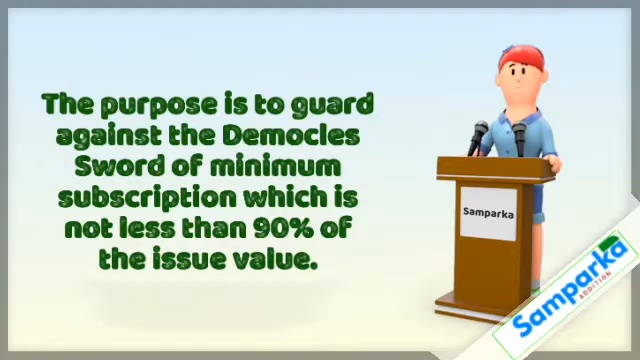 The purpose is to guard
against the Democles
Sword of minimum
subscription which is
not less than 90% of
the issue value.
Samparka
Samparka
ADDITION